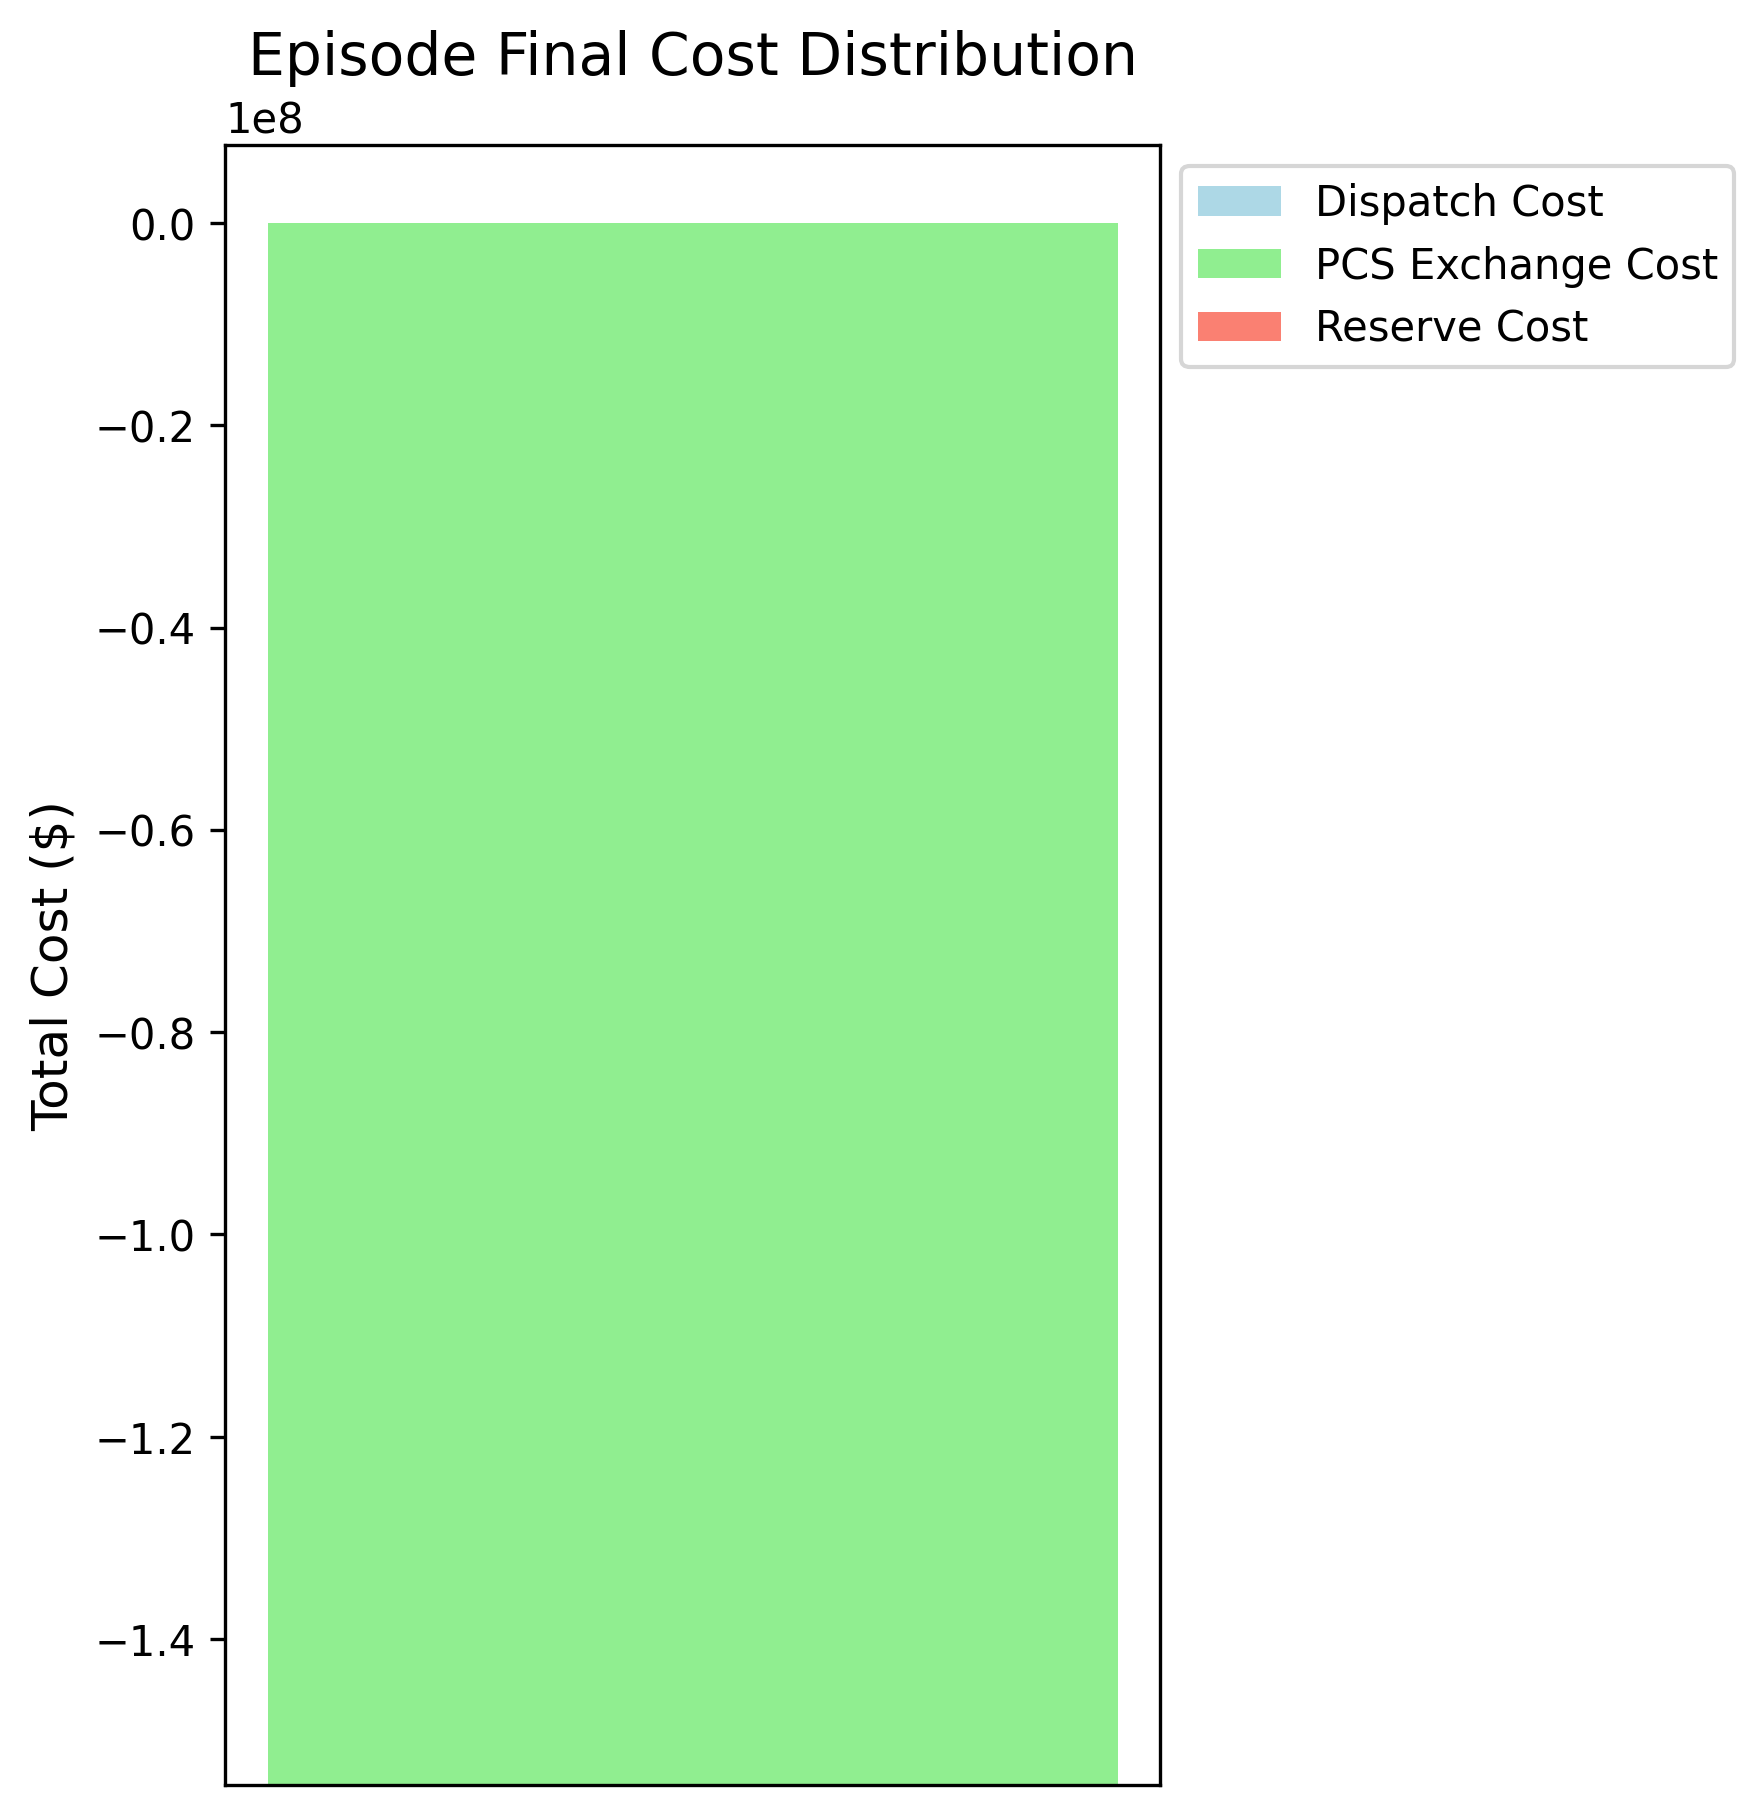 Episode Final Cost Distribution
1e8
0.0
−0.2
−0.4
−0.6
−0.8
−1.0
−1.2
−1.4
Total Cost ($)
Dispatch Cost
PCS Exchange Cost
Reserve Cost